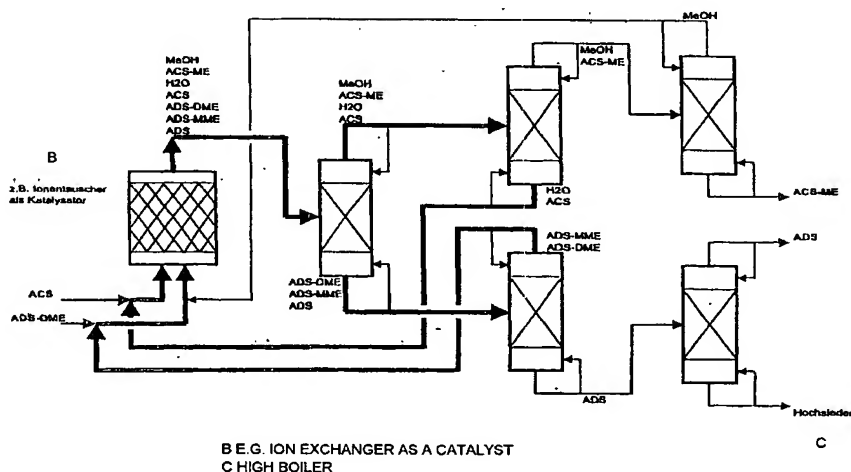 MeOH
MeOH
ACS-ME
H2O
ACS
ADS-DME
ADS-MME
ADS
MeOH
ACS-ME
H2O
ACS
MeOH
ACS-ME
B
z.B. Ionentauscher
als Katalysator
H2O
ACS
ACS-ME
ADS-MME
ADS-DME
ADS
ADS-DME
ADS-MME
ADS
ACS
ADS-DME
ADS
Hochsieder
C
B E.G. ION EXCHANGER AS A CATALYST
C HIGH BOILER